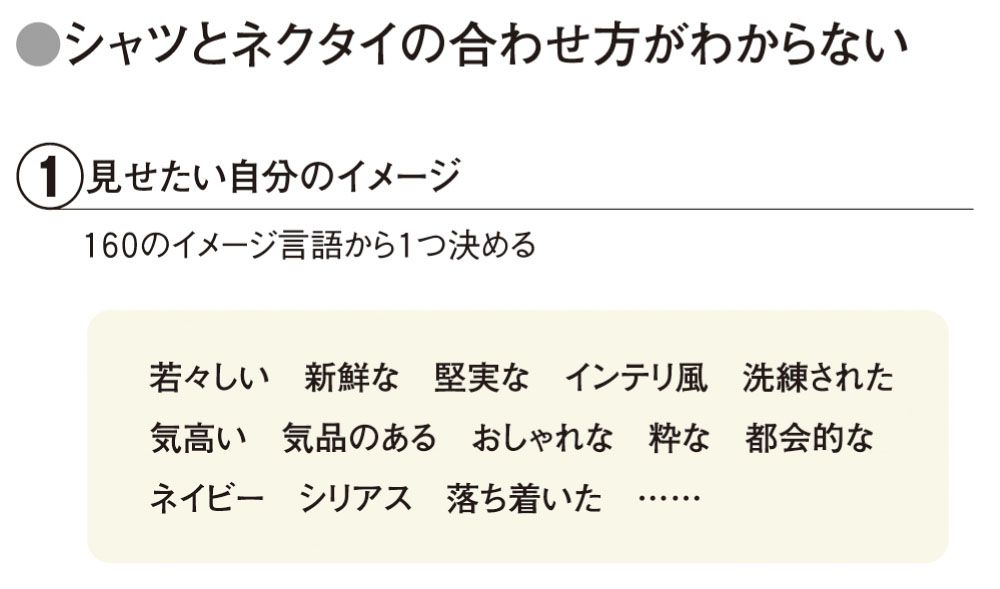 ●シャツとネクタイの合わせ方がわからない
①見せたい自分のイメージ
160のイメージ言語から1つ決める
若々しい　新鮮な　堅実な　インテリ風　洗練された
気高い　気品のある　おしゃれな　粋な　都会的な
ネイビー　シリアス　落ち着いた　……